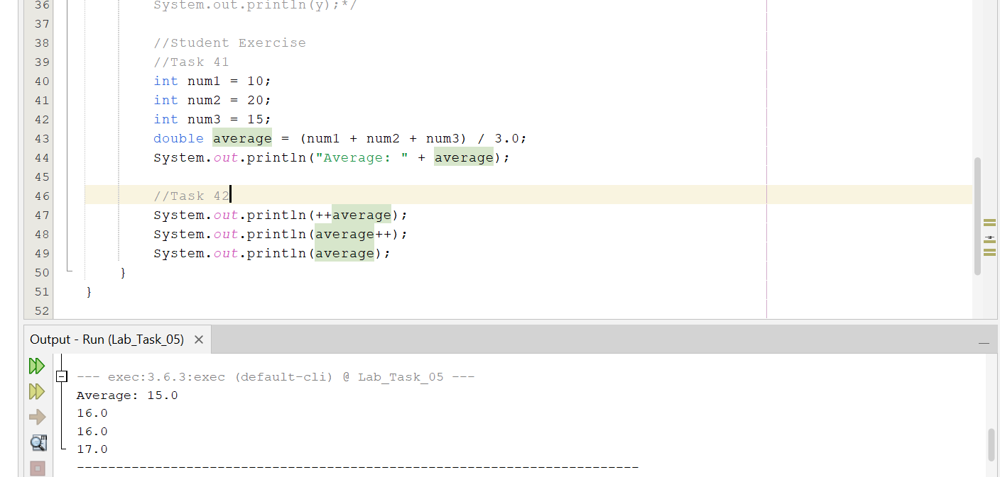 36 System.out.println(y);*/
37
38 //Student Exercise
39 //Task 41
40 int num1 = 10;
41 int num2 = 20;
42 int num3 = 15;
43 double average = (num1 + num2 + num3) / 3.0;
44 System.out.println("Average: " + average);
45
46 //Task 42
47 System.out.println(++average);
48 System.out.println(average++);
49 System.out.println(average);
50 }
51 }
52
Output - Run (Lab_Task_05)
--- exec:3.6.3:exec (default-cli) @ Lab_Task_05 ---
Average: 15.0
16.0
16.0
17.0
------------------------------------------------------------------------